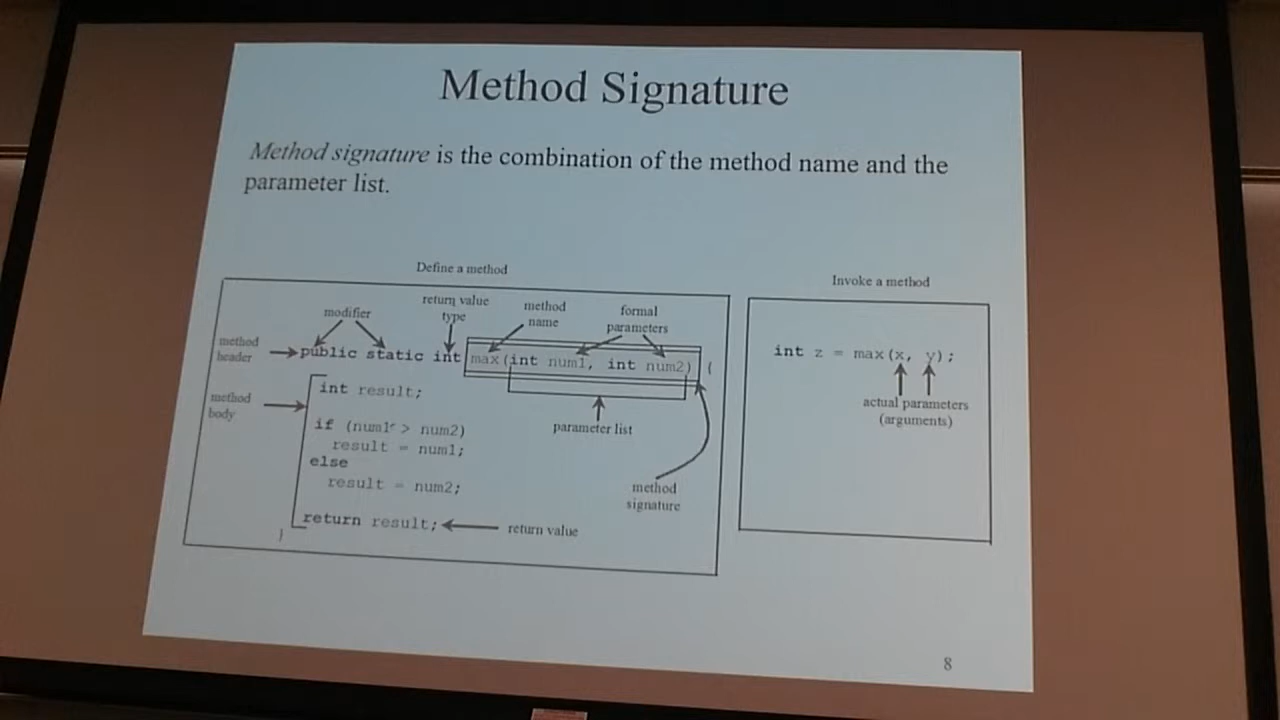 Method Signature
Method signature is the combination of the method name and the
parameter list.
Define a method
modifier
return value
type
method
name
formal
parameters
method
header
public static int max(int num1, int num2) {
method
body
int result;
if (num1 > num2)
result = num1;
else
result = num2;
return result;
return value
}
parameter list
method
signature
Invoke a method
int z = max(x, y);
actual parameters
(arguments)
8